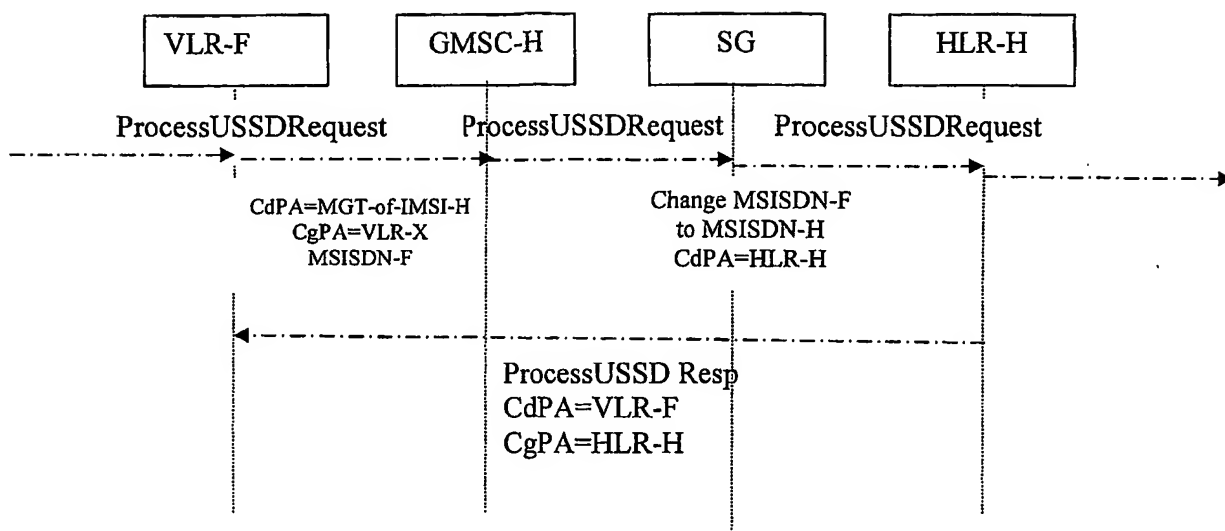 VLR-F
GMSC-H
SG
HLR-H
ProcessUSSDRequest
ProcessUSSDRequest
ProcessUSSDRequest
CdPA=MGT-of-IMSI-H
CgPA=VLR-X
MSISDN-F
Change MSISDN-F
to MSISDN-H
CdPA=HLR-H
ProcessUSSD Resp
CdPA=VLR-F
CgPA=HLR-H